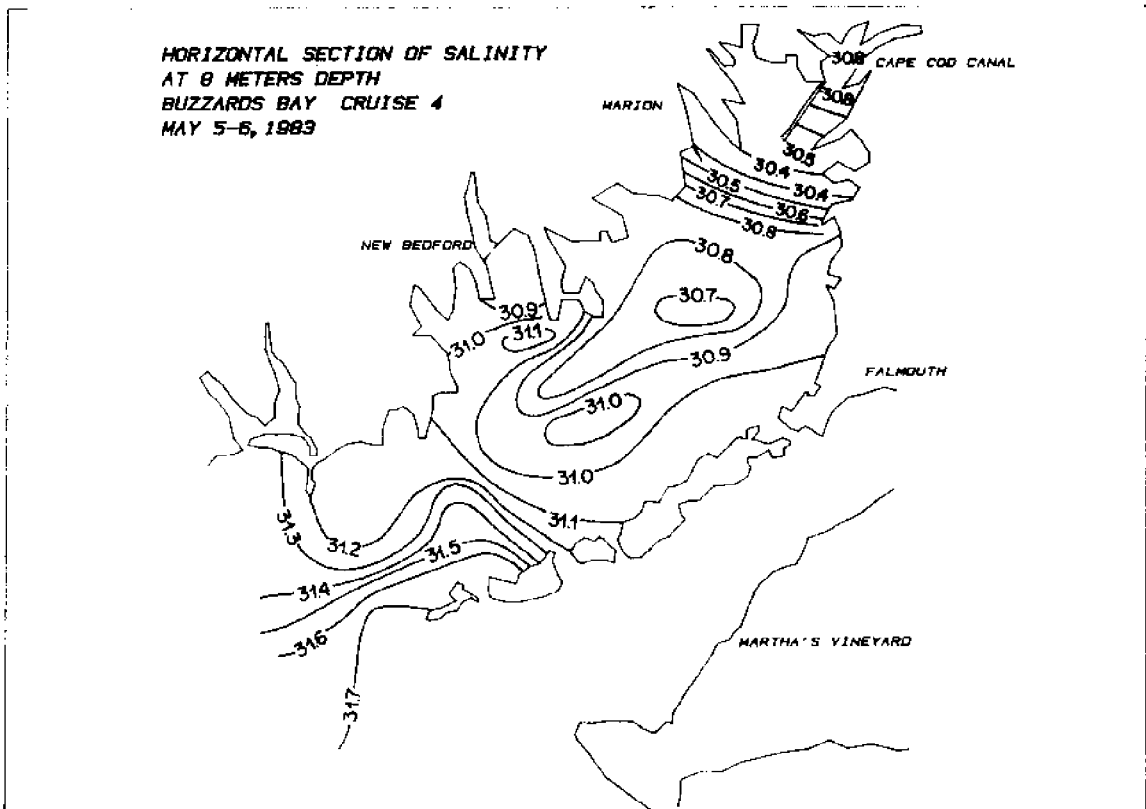 HORIZONTAL SECTION OF SALINITY
AT 8 METERS DEPTH
BUZZARDS BAY CRUISE 4
MAY 5-6, 1983
30.8 CAPE COD CANAL
30.8
MARION
30.5
30.4
30.5 30.4
30.7 30.6
30.8
NEW BEDFORD
30.8
30.7
30.9
31.0 31.1
30.9
FALMOUTH
31.0
31.0
31.3
31.2
31.1
31.5
31.4
31.6
MARTHA'S VINEYARD
31.7